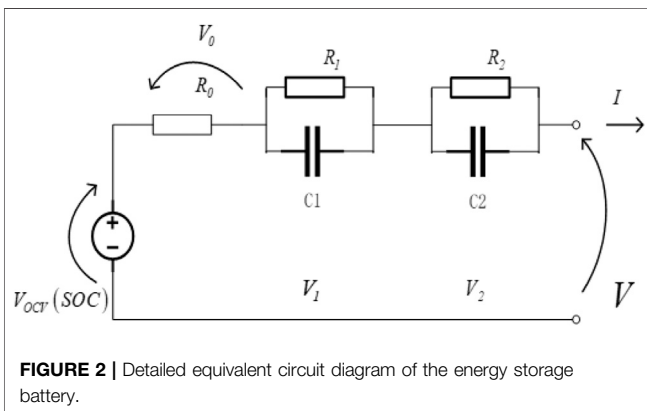 V0
R0
R1
R2
I
C1
C2
+
-
VOCV(SOC)
V1
V2
V
FIGURE 2 | Detailed equivalent circuit diagram of the energy storage
battery.